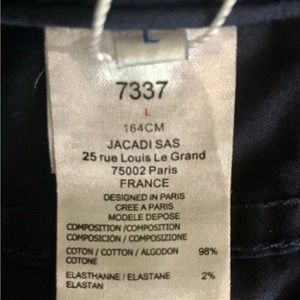 L
7337
L
164CM
JACADI SAS
25 rue Louis Le Grand
75002 Paris
FRANCE
DESIGNED IN PARIS
CREE A PARIS
MODELE DEPOSE
COMPOSITION /COMPOSITION
COMPOSICIÓN / COMPOSIZIONE
COTON / COTTON / ALGODON 98%
COTONE
ELASTHANNE / ELASTANE 2%
ELASTAN